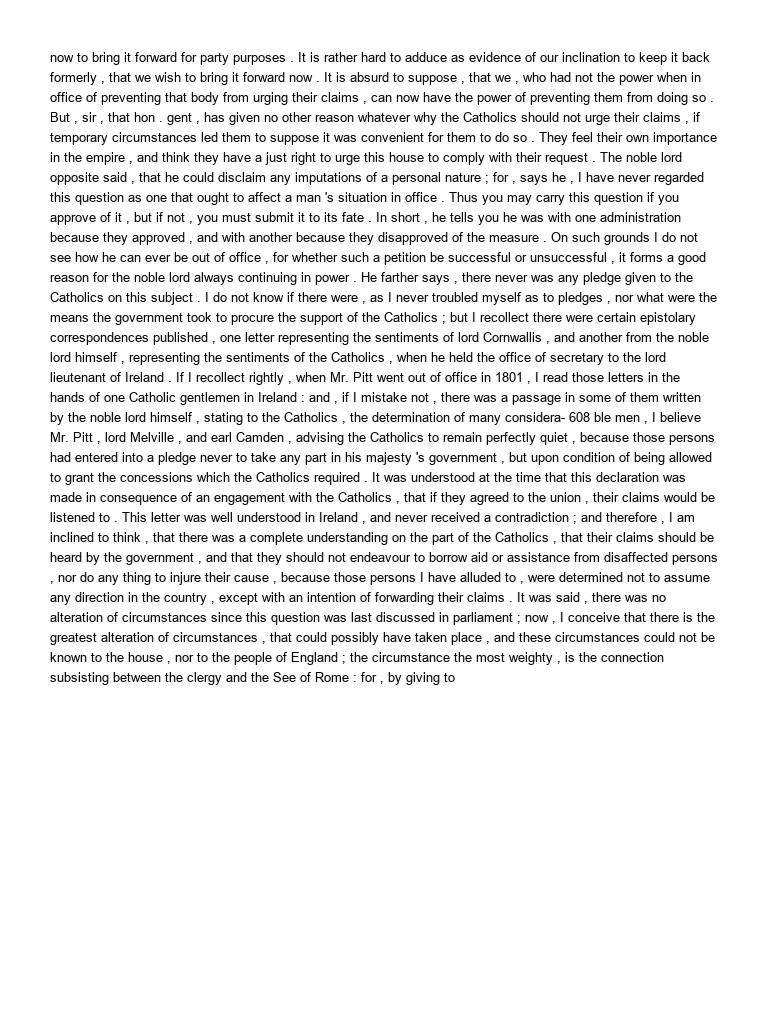 now to bring it forward for party purposes . It is rather hard to adduce as evidence of our inclination to keep it back
formerly , that we wish to bring it forward now . It is absurd to suppose , that we , who had not the power when in
office of preventing that body from urging their claims , can now have the power of preventing them from doing so .
But , sir , that hon . gent , has given no other reason whatever why the Catholics should not urge their claims , if
temporary circumstances led them to suppose it was convenient for them to do so . They feel their own importance
in the empire , and think they have a just right to urge this house to comply with their request . The noble lord
opposite said , that he could disclaim any imputations of a personal nature ; for , says he , I have never regarded
this question as one that ought to affect a man 's situation in office . Thus you may carry this question if you
approve of it , but if not , you must submit it to its fate . In short , he tells you he was with one administration
because they approved , and with another because they disapproved of the measure . On such grounds I do not
see how he can ever be out of office , for whether such a petition be successful or unsuccessful , it forms a good
reason for the noble lord always continuing in power . He farther says , there never was any pledge given to the
Catholics on this subject . I do not know if there were , as I never troubled myself as to pledges , nor what were the
means the government took to procure the support of the Catholics ; but I recollect there were certain epistolary
correspondences published , one letter representing the sentiments of lord Cornwallis , and another from the noble
lord himself , representing the sentiments of the Catholics , when he held the office of secretary to the lord
lieutenant of Ireland . If I recollect rightly , when Mr. Pitt went out of office in 1801 , I read those letters in the
hands of one Catholic gentlemen in Ireland : and , if I mistake not , there was a passage in some of them written
by the noble lord himself , stating to the Catholics , the determination of many considera- 608 ble men , I believe
Mr. Pitt , lord Melville , and earl Camden , advising the Catholics to remain perfectly quiet , because those persons
had entered into a pledge never to take any part in his majesty 's government , but upon condition of being allowed
to grant the concessions which the Catholics required . It was understood at the time that this declaration was
made in consequence of an engagement with the Catholics , that if they agreed to the union , their claims would be
listened to . This letter was well understood in Ireland , and never received a contradiction ; and therefore , I am
inclined to think , that there was a complete understanding on the part of the Catholics , that their claims should be
heard by the government , and that they should not endeavour to borrow aid or assistance from disaffected persons
, nor do any thing to injure their cause , because those persons I have alluded to , were determined not to assume
any direction in the country , except with an intention of forwarding their claims . It was said , there was no
alteration of circumstances since this question was last discussed in parliament ; now , I conceive that there is the
greatest alteration of circumstances , that could possibly have taken place , and these circumstances could not be
known to the house , nor to the people of England ; the circumstance the most weighty , is the connection
subsisting between the clergy and the See of Rome : for , by giving to